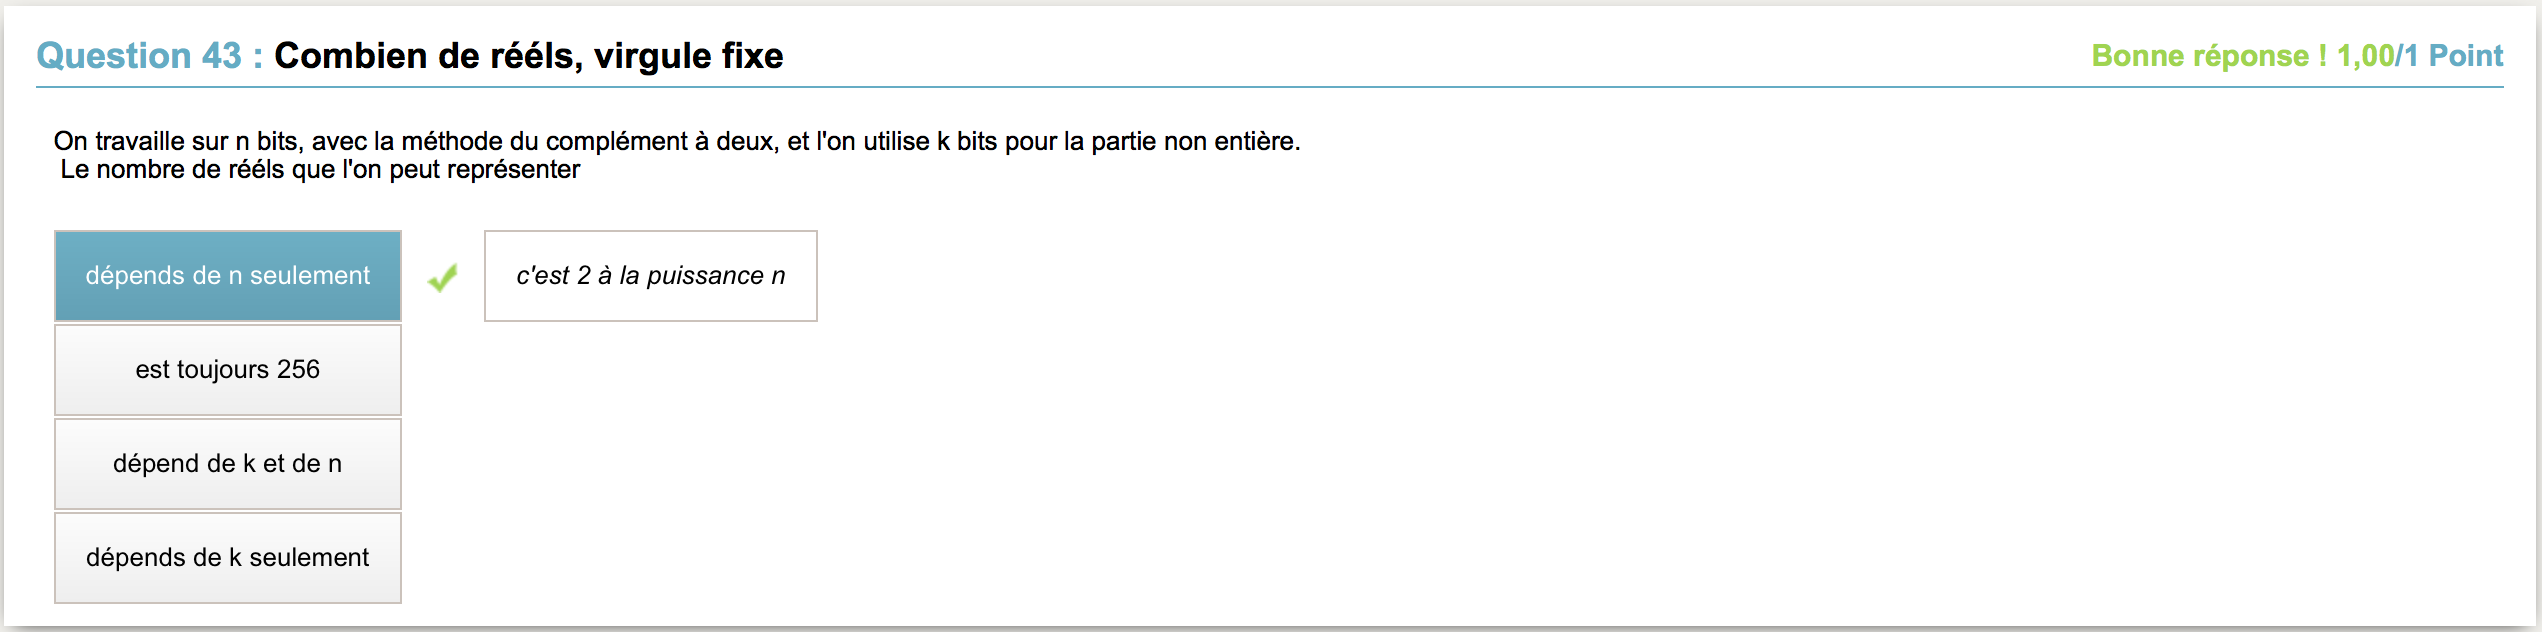 Question 43 : Combien de rééls, virgule fixe
Bonne réponse ! 1,00/1 Point
On travaille sur n bits, avec la méthode du complément à deux, et l'on utilise k bits pour la partie non entière.
Le nombre de rééls que l'on peut représenter
dépends de n seulement
c'est 2 à la puissance n
est toujours 256
dépend de k et de n
dépends de k seulement